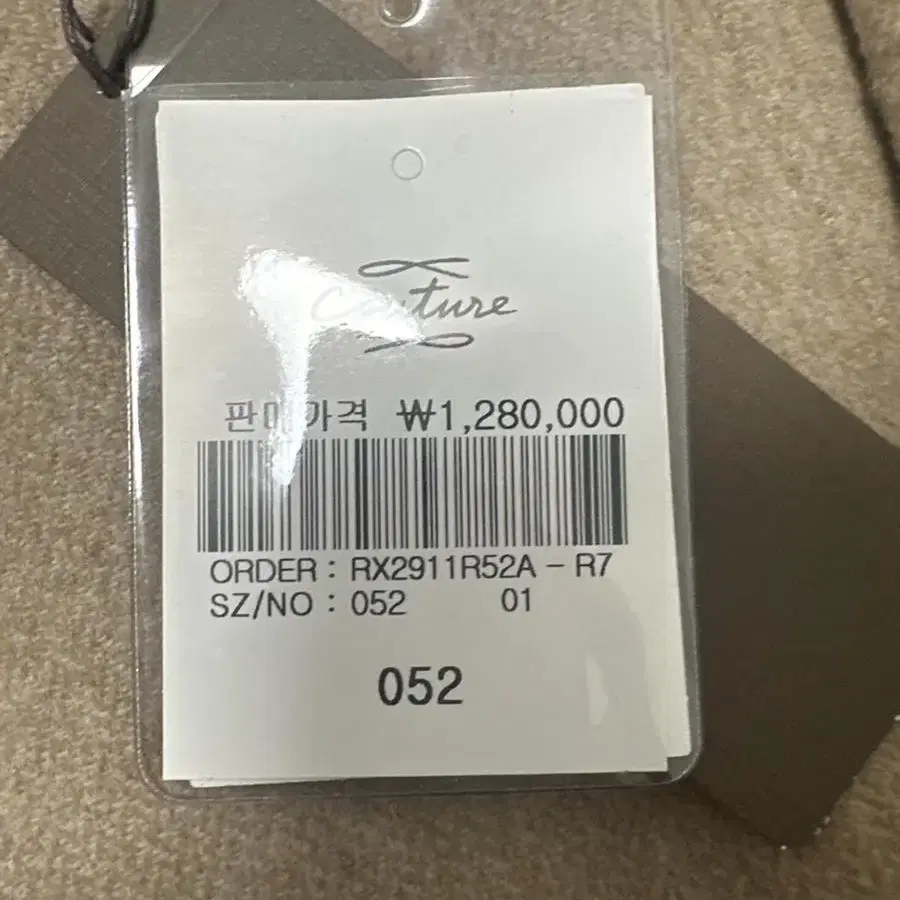 Couture
판매가격 ₩1,280,000
ORDER : RX2911R52A - R7
SZ/NO : 052 01
052